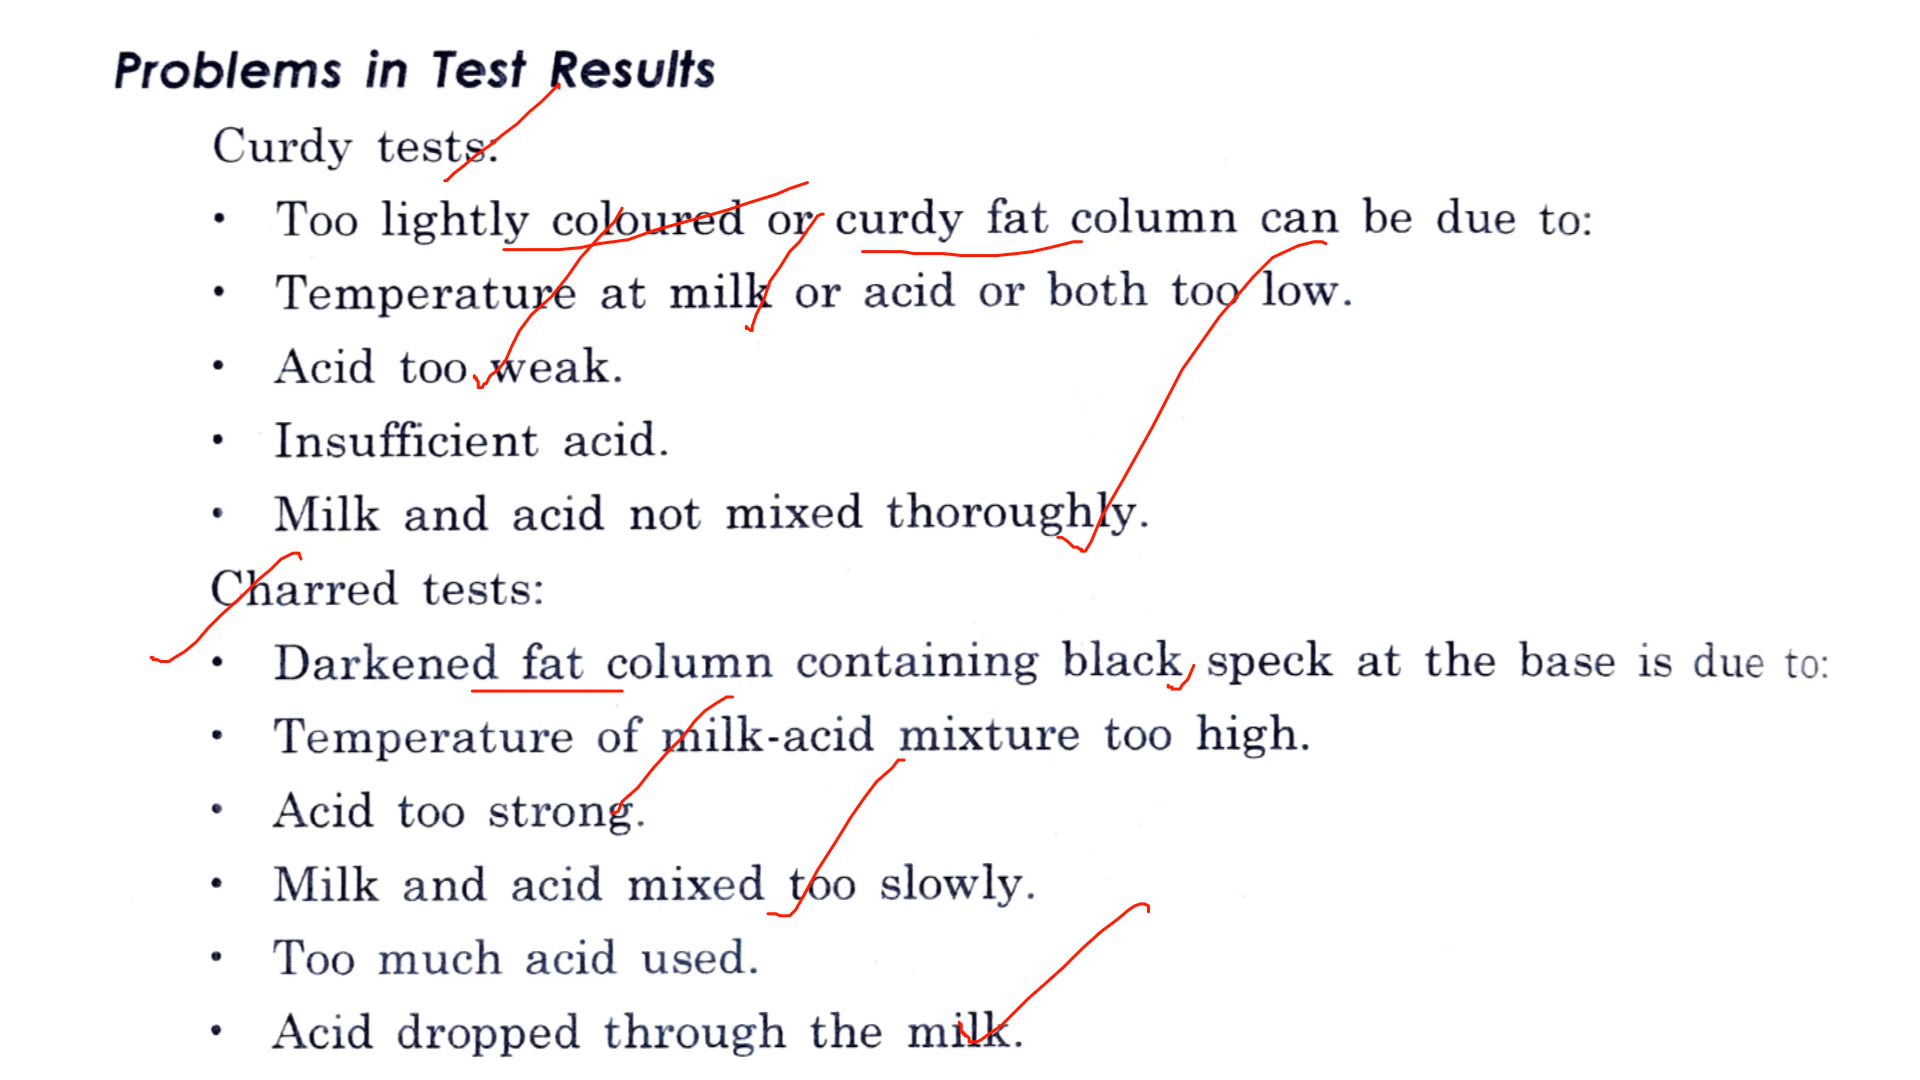 Problems in Test Results
Curdy tests:
• Too lightly coloured or curdy fat column can be due to:
• Temperature at milk or acid or both too low.
• Acid too weak.
• Insufficient acid.
• Milk and acid not mixed thoroughly.
Charred tests:
• Darkened fat column containing black speck at the base is due to:
• Temperature of milk-acid mixture too high.
• Acid too strong.
• Milk and acid mixed too slowly.
• Too much acid used.
• Acid dropped through the milk.